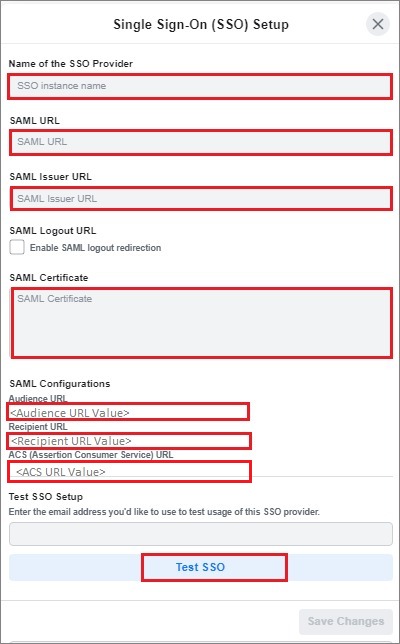 Single Sign-On (SSO) Setup
Name of the SSO Provider
SSO instance name
SAML URL
SAML URL
SAML Issuer URL
SAML Issuer URL
SAML Logout URL
Enable SAML logout redirection
SAML Certificate
SAML Certificate
SAML Configurations
Audience URL
<Audience URL Value>
Recipient URL
<Recipient URL Value>
ACS (Assertion Consumer Service) URL
<ACS URL Value>
Test SSO Setup
Enter the email address you'd like to use to test usage of this SSO provider.
Test SSO
Save Changes